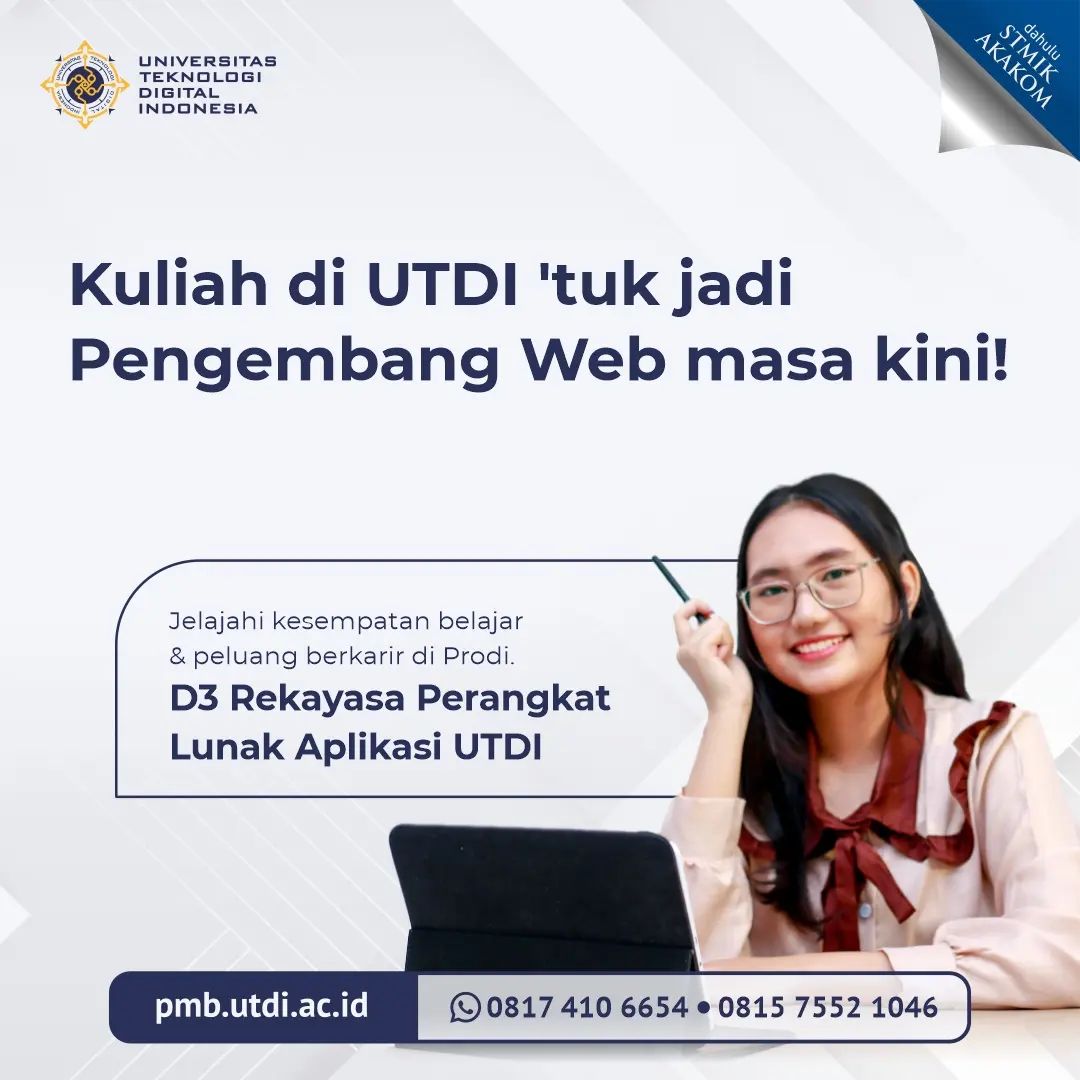 UNIVERSITAS
TEKNOLOGI
DIGITAL
INDONESIA
dahulu
STMIK
AKAKOM
Kuliah di UTDI 'tuk jadi
Pengembang Web masa kini!
Jelajahi kesempatan belajar
& peluang berkarir di Prodi.
D3 Rekayasa Perangkat
Lunak Aplikasi UTDI
pmb.utdi.ac.id
0817 410 6654 • 0815 7552 1046